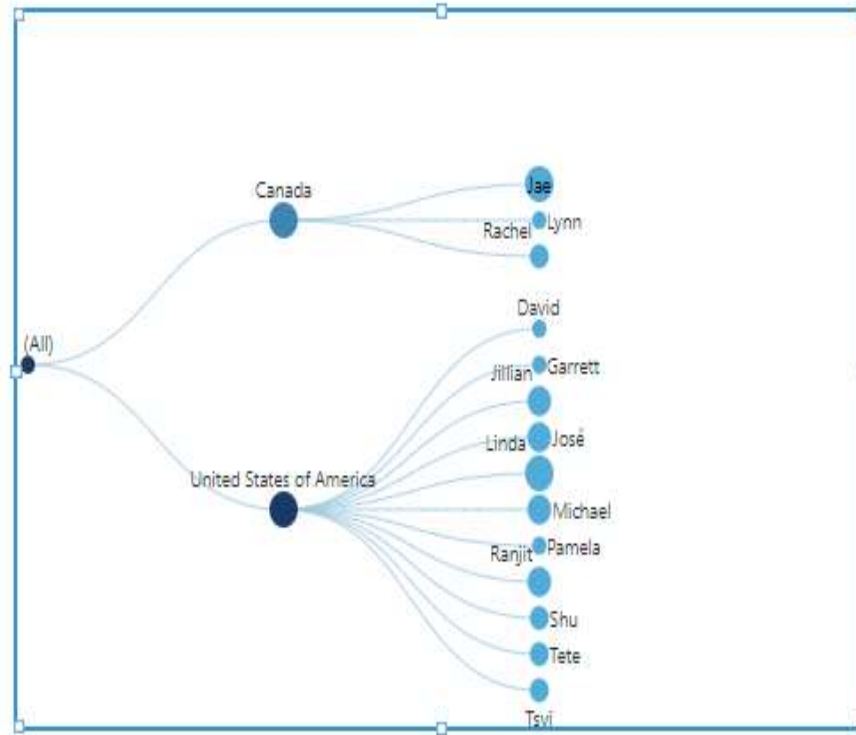 Canada
Jae
Rachel
Lynn
David
(All)
Jillian
Garrett
Linda
José
United States of America
Michael
Ranjit
Pamela
Shu
Tete
Tsvi